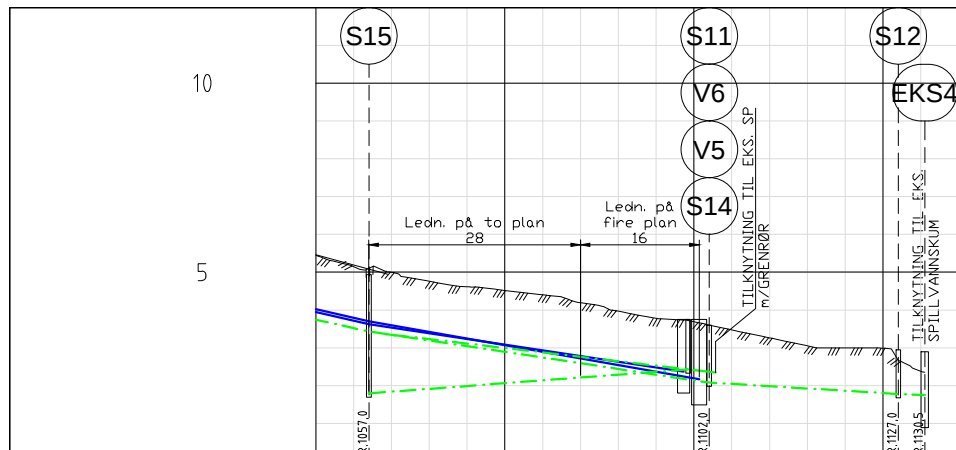 S15
S11
S12
10
V6
EKS4
V5
S14
TILKNYTNING TIL EKS. SP
m/GRENRØR
Ledn. på to plan
28
Ledn. på
fire plan
16
5
TILKNYTNING TIL EKS.
SPILLVANNSKUM
R.1057,0
R.1102,0
R.1127,0
R.1130,5